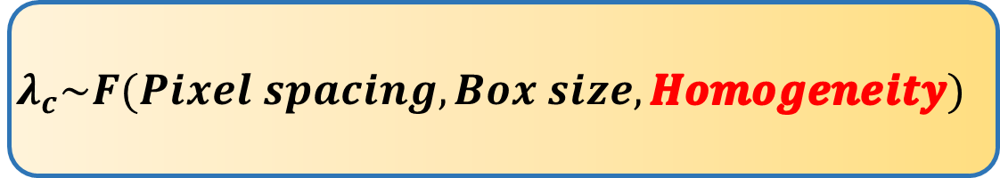 λc~F(Pixel spacing, Box size, Homogeneity)